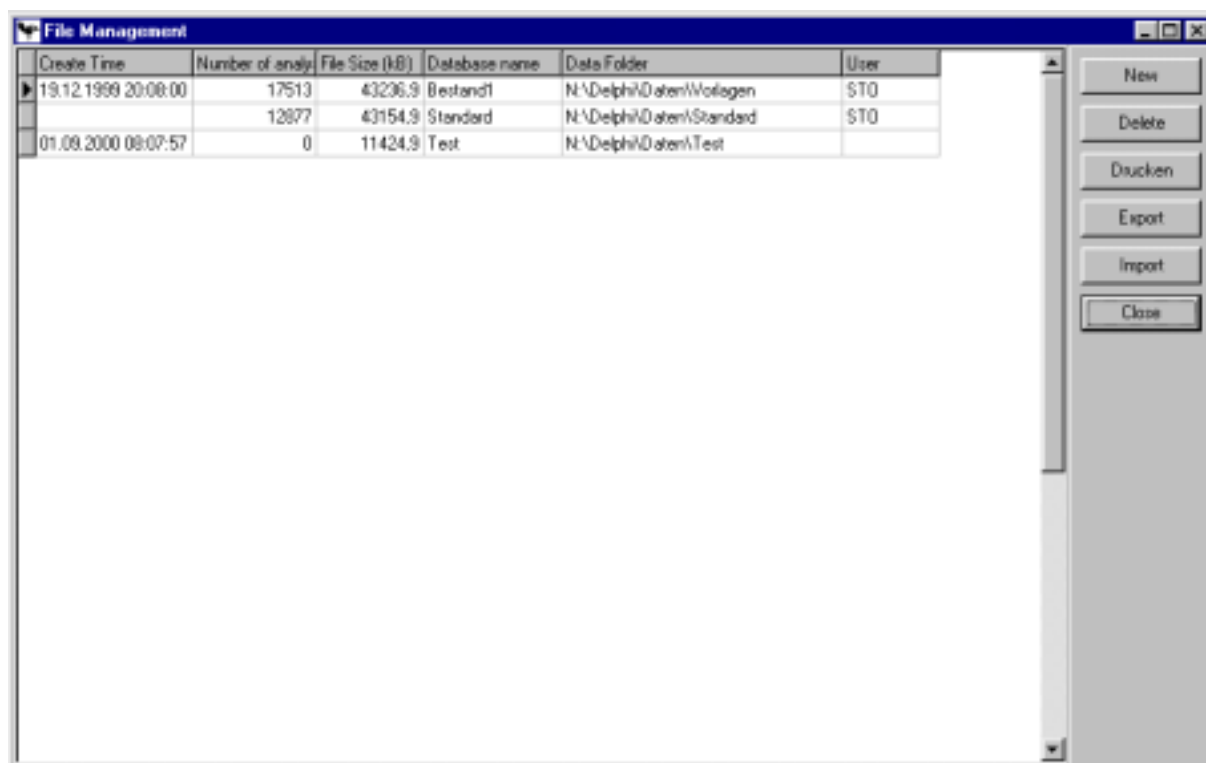 File Management
Create Time Number of analy File Size (kB) Database name Data Folder User
19.12.1999 20:08:00 17513 43236,9 Bestand1 N:\Delphi\Daten\Vorlagen STO
12877 43154,9 Standard N:\Delphi\Daten\Standard STO
01.09.2000 08:07:57 0 11424,9 Test N:\Delphi\Daten\Test
New
Delete
Drucken
Export
Import
Close